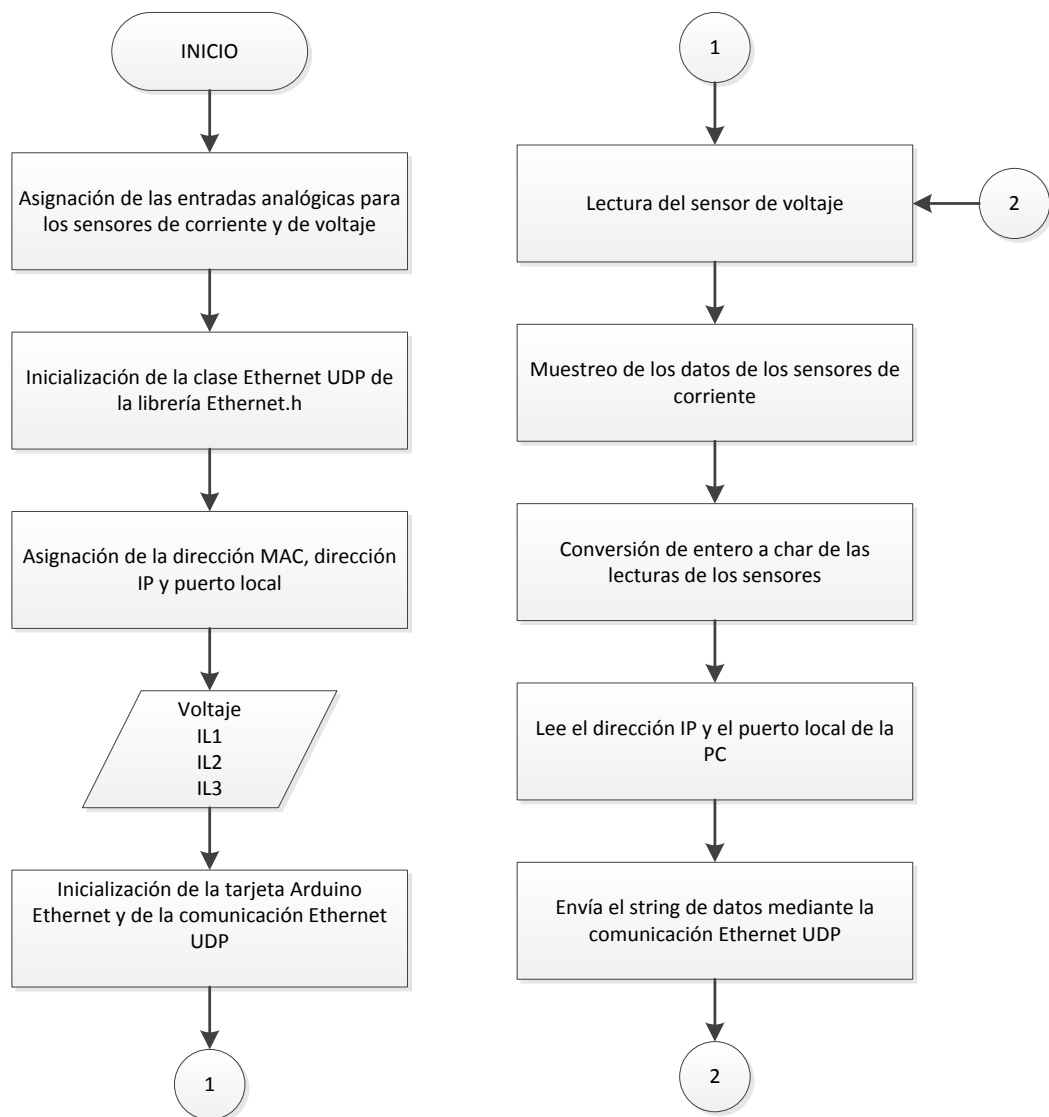 INICIO
Asignación de las entradas analógicas para
los sensores de corriente y de voltaje
Inicialización de la clase Ethernet UDP de
la librería Ethernet.h
Asignación de la dirección MAC, dirección
IP y puerto local
Voltaje
IL1
IL2
IL3
Inicialización de la tarjeta Arduino
Ethernet y de la comunicación Ethernet
UDP
1
1
Lectura del sensor de voltaje
2
Muestreo de los datos de los sensores de
corriente
Conversión de entero a char de las
lecturas de los sensores
Lee el dirección IP y el puerto local de la
PC
Envía el string de datos mediante la
comunicación Ethernet UDP
2